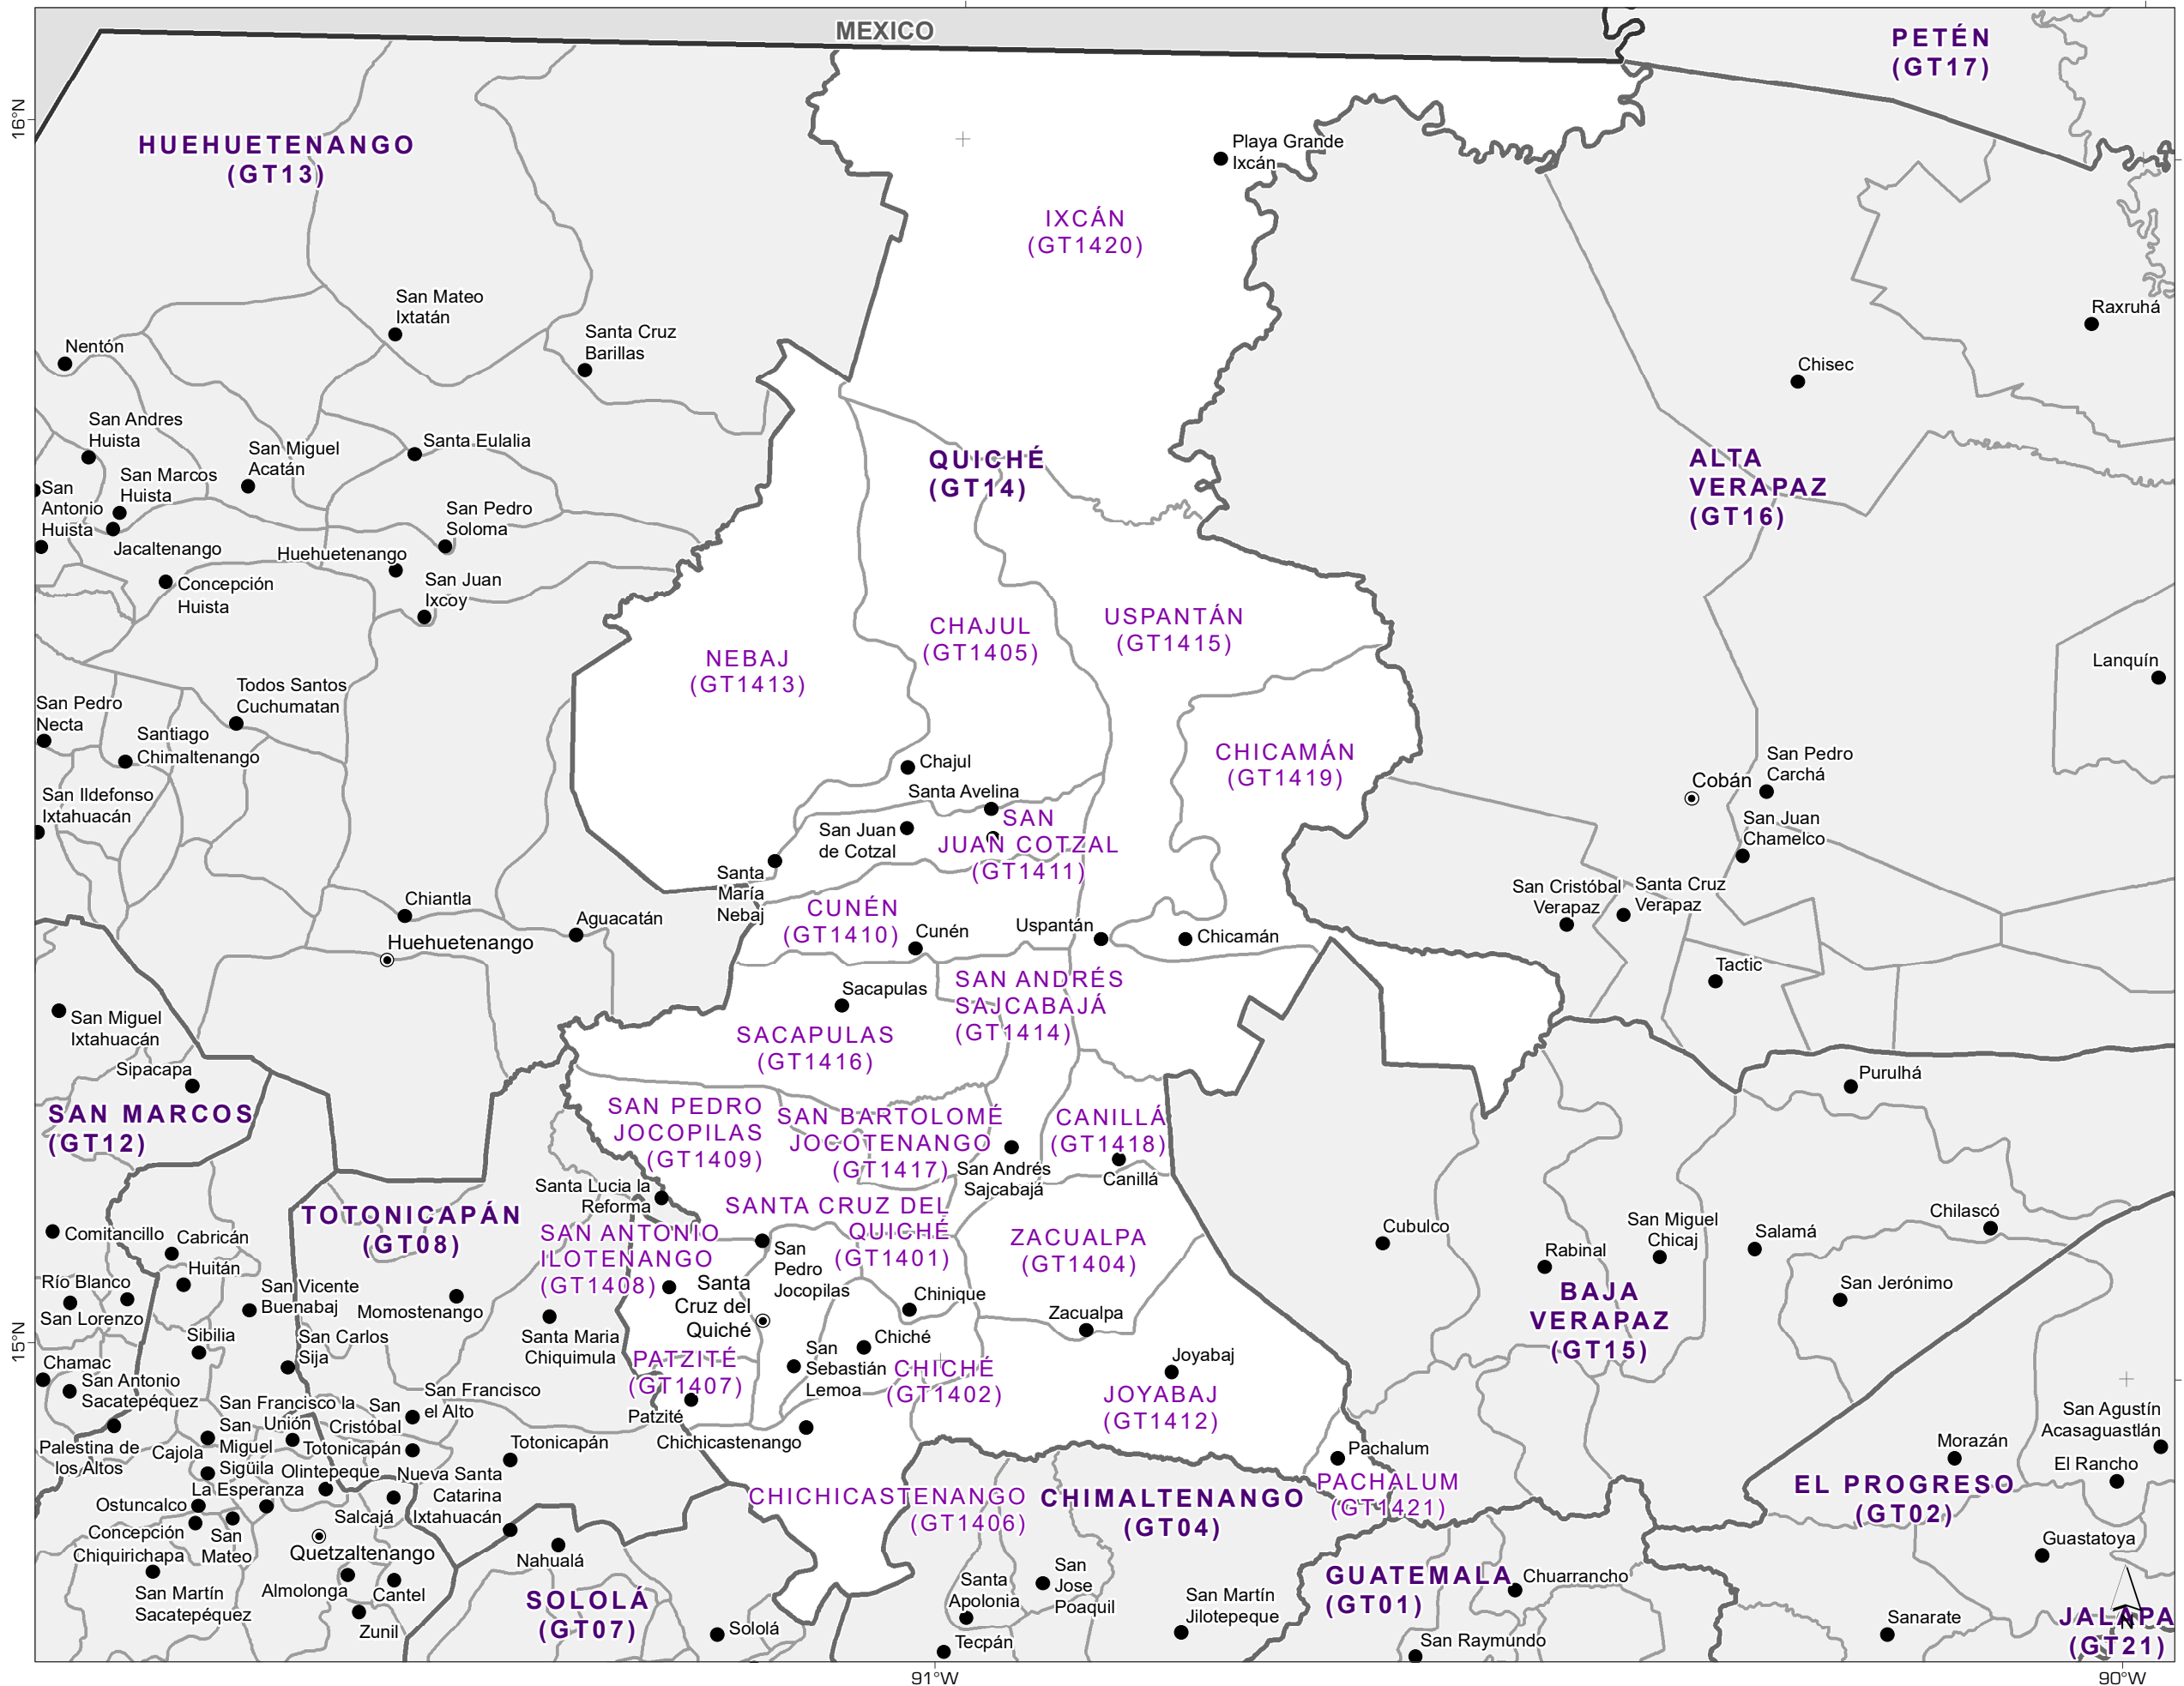 MEXICO
PETÉN
(GT17)
16°N
HUEHUETENANGO
(GT13)
Playa Grande
Ixcán
IXCÁN
(GT1420)
San Mateo
Ixtatán
Santa Cruz
Barillas
Raxruhá
Nentón
Chisec
San Andres
Huista
San Miguel
Acatán
Santa Eulalia
San Marcos
Huista
San
Antonio
Huista
QUICHÉ
(GT14)
ALTA
VERAPAZ
(GT16)
San Pedro
Soloma
Jacaltenango
Huehuetenango
Concepción
Huista
San Juan
Ixcoy
CHAJUL
(GT1405)
USPANTÁN
(GT1415)
NEBAJ
(GT1413)
Lanquín
Todos Santos
Cuchumatan
San Pedro
Necta
Santiago
Chimaltenango
CHICAMÁN
(GT1419)
Chajul
San Pedro
Carchá
Cobán
San Ildefonso
Ixtahuacán
Santa Avelina
San Juan
de Cotzal
SAN
JUAN COTZAL
(GT1411)
San Juan
Chamelco
Santa
María
Nebaj
San Cristóbal
Verapaz
Santa Cruz
Verapaz
Chiantla
Aguacatán
CUNÉN
(GT1410)
Cunén
Uspantán
Chicamán
Huehuetenango
Tactic
San Miguel
Ixtahuacán
Sacapulas
SAN ANDRÉS
SAJCABAJÁ
(GT1414)
SACAPULAS
(GT1416)
Sipacapa
Purulhá
SAN MARCOS
(GT12)
SAN PEDRO
JOCOPILAS
(GT1409)
SAN BARTOLOMÉ
JOCOTENANGO
(GT1417)
CANILLÁ
(GT1418)
San Andrés
Sajcabajá
Canillá
Santa Lucia la
Reforma
TOTONICAPÁN
(GT08)
SANTA CRUZ DEL
QUICHÉ
(GT1401)
SAN ANTONIO
ILOTENANGO
(GT1408)
ZACUALPA
(GT1404)
Comitancillo
Cabricán
Huitán
San
Pedro
Jocopilas
Cubulco
Rabinal
San Miguel
Chicaj
Salamá
Chilascó
San Jerónimo
Río Blanco
San Lorenzo
San Vicente
Buenabaj
Momostenango
Santa
Cruz del
Quiché
Chinique
Zacualpa
BAJA
VERAPAZ
(GT15)
15°N
Sibilia
San Carlos
Sija
Santa Maria
Chiquimula
Chiché
San
Sebastián
Lemoa
CHICHÉ
(GT1402)
PATZITÉ
(GT1407)
Patzité
Joyabaj
JOYABAJ
(GT1412)
Chamac
San Antonio
Sacatepéquez
San Francisco
el Alto
San Francisco la
Unión
San
Cristóbal
Totonicapán
Palestina de
los Altos
Cajola
San
Miguel
Sigüila
Totonicapán
Chichicastenango
Pachalum
PACHALUM
(GT1421)
San Agustín
Acasaguastlán
Morazán
El Rancho
EL PROGRESO
(GT02)
Olintepeque
La Esperanza
Nueva Santa
Catarina
Ixtahuacán
Ostuncalco
Salcajá
CHICHICASTENANGO
(GT1406)
CHIMALTENANGO
(GT04)
Concepción
Chiquirichapa
San
Mateo
Quetzaltenango
Nahualá
Guastatoya
San Martín
Sacatepéquez
Almolonga
Cantel
Zunil
SOLOLÁ
(GT07)
Sololá
Santa
Apolonia
San
Jose
Poaquil
Tecpán
San Martín
Jilotepeque
GUATEMALA
(GT01)
Chuarrancho
San Raymundo
Sanarate
N
JALAPA
(GT21)
91°W
90°W